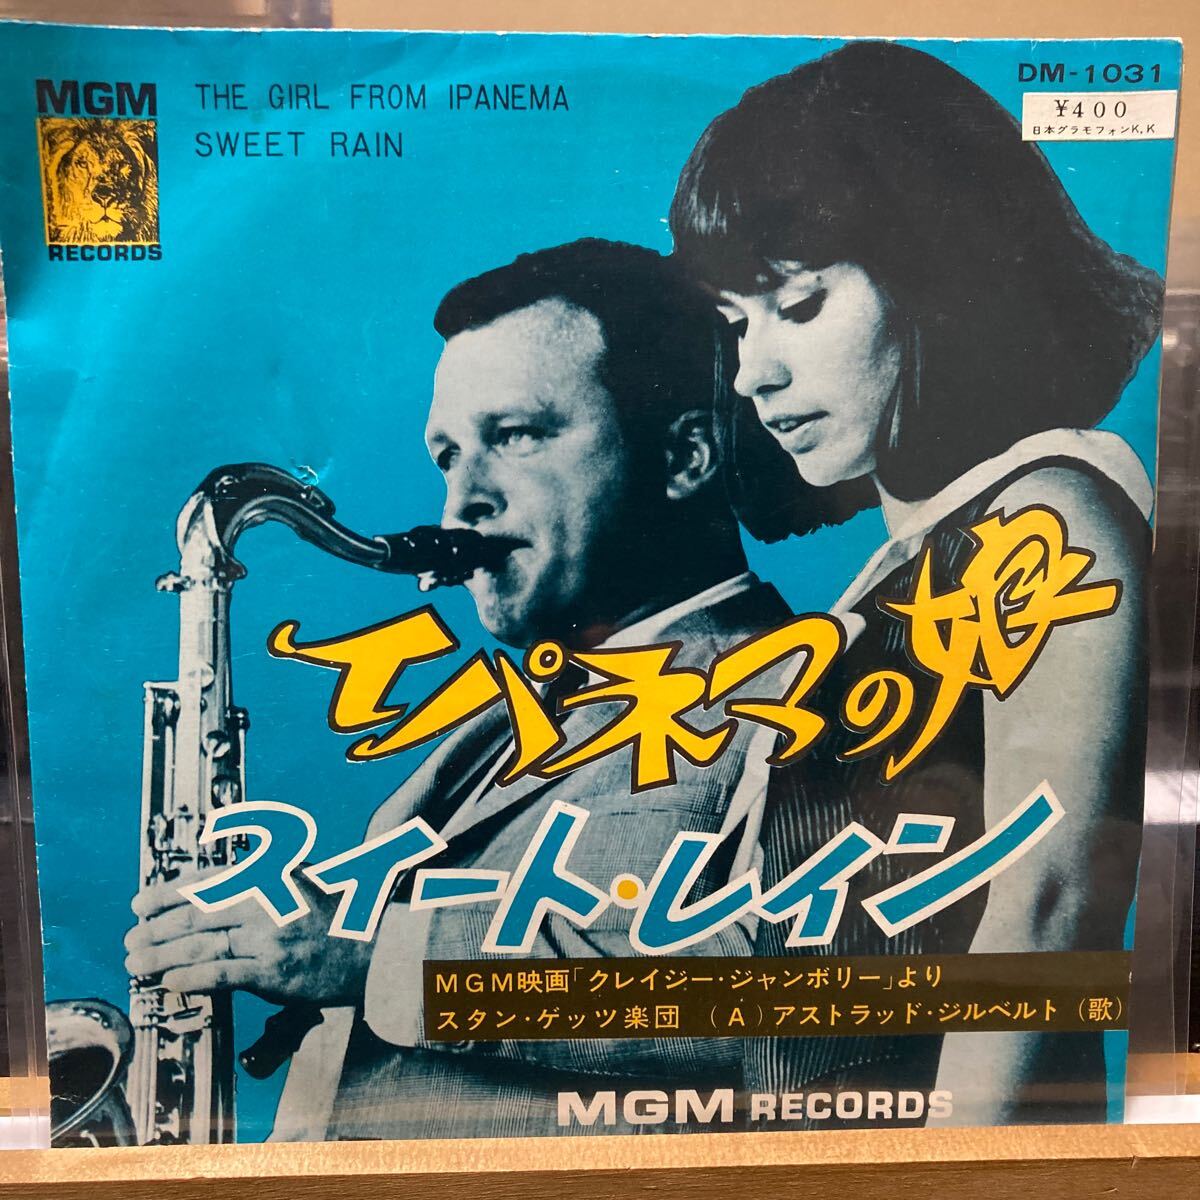 MGM
RECORDS
THE GIRL FROM IPANEMA
SWEET RAIN
DM-1031
¥400
日本グラモフォンK.K
イパネマの娘
スイート・レイン
MGM映画「クレイジー・ジャンボリー」より
スタン・ゲッツ楽団 (A) アストラッド・ジルベルト (歌)
MGM RECORDS